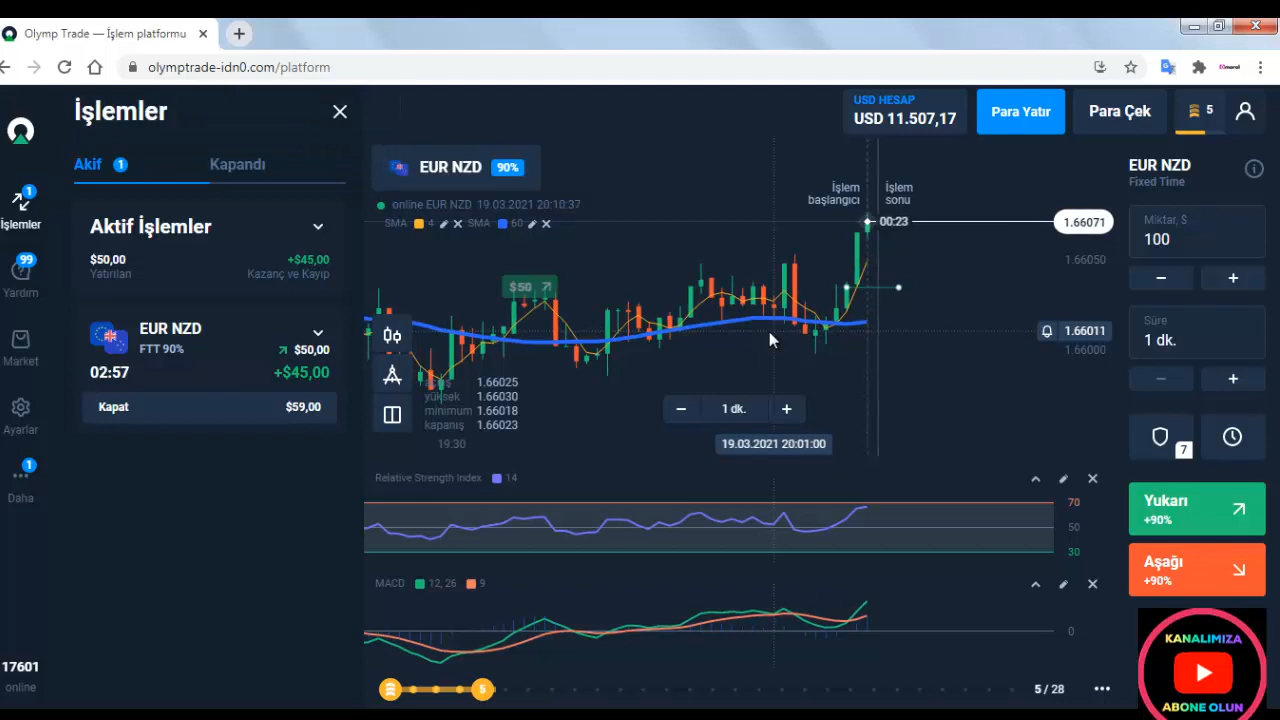 Olymp Trade — İşlem platformu
olymptrade-idn0.com/platform
İşlemler
Akif 1
Kapandı
Aktif İşlemler
$50,00 +$45,00
Yatırılan Kazanç ve Kayıp
EUR NZD
FTT 90% $50,00
02:57 +$45,00
Kapat $59,00
1
İşlemler
99
Yardım
Market
Ayarlar
1
Daha
17601
online
USD HESAP
USD 11.507,17
Para Yatır
Para Çek
5
EUR NZD 90%
online EUR NZD 19.03.2021 20:10:37
SMA 4 SMA 60
İşlem başlangıcı
İşlem sonu
00:23
1.66071
1.66050
1.66011
1.66000
$50
açılış 1.66025
yüksek 1.66030
minimum 1.66018
kapanış 1.66023
19:30
1 dk.
19.03.2021 20:01:00
Relative Strength Index 14
70
50
30
MACD 12, 26 9
0
5
5 / 28
EUR NZD
Fixed Time
Miktar, $
100
Süre
1 dk.
7
Yukarı
+90%
Aşağı
+90%
KANALIMIZA
ABONE OLUN